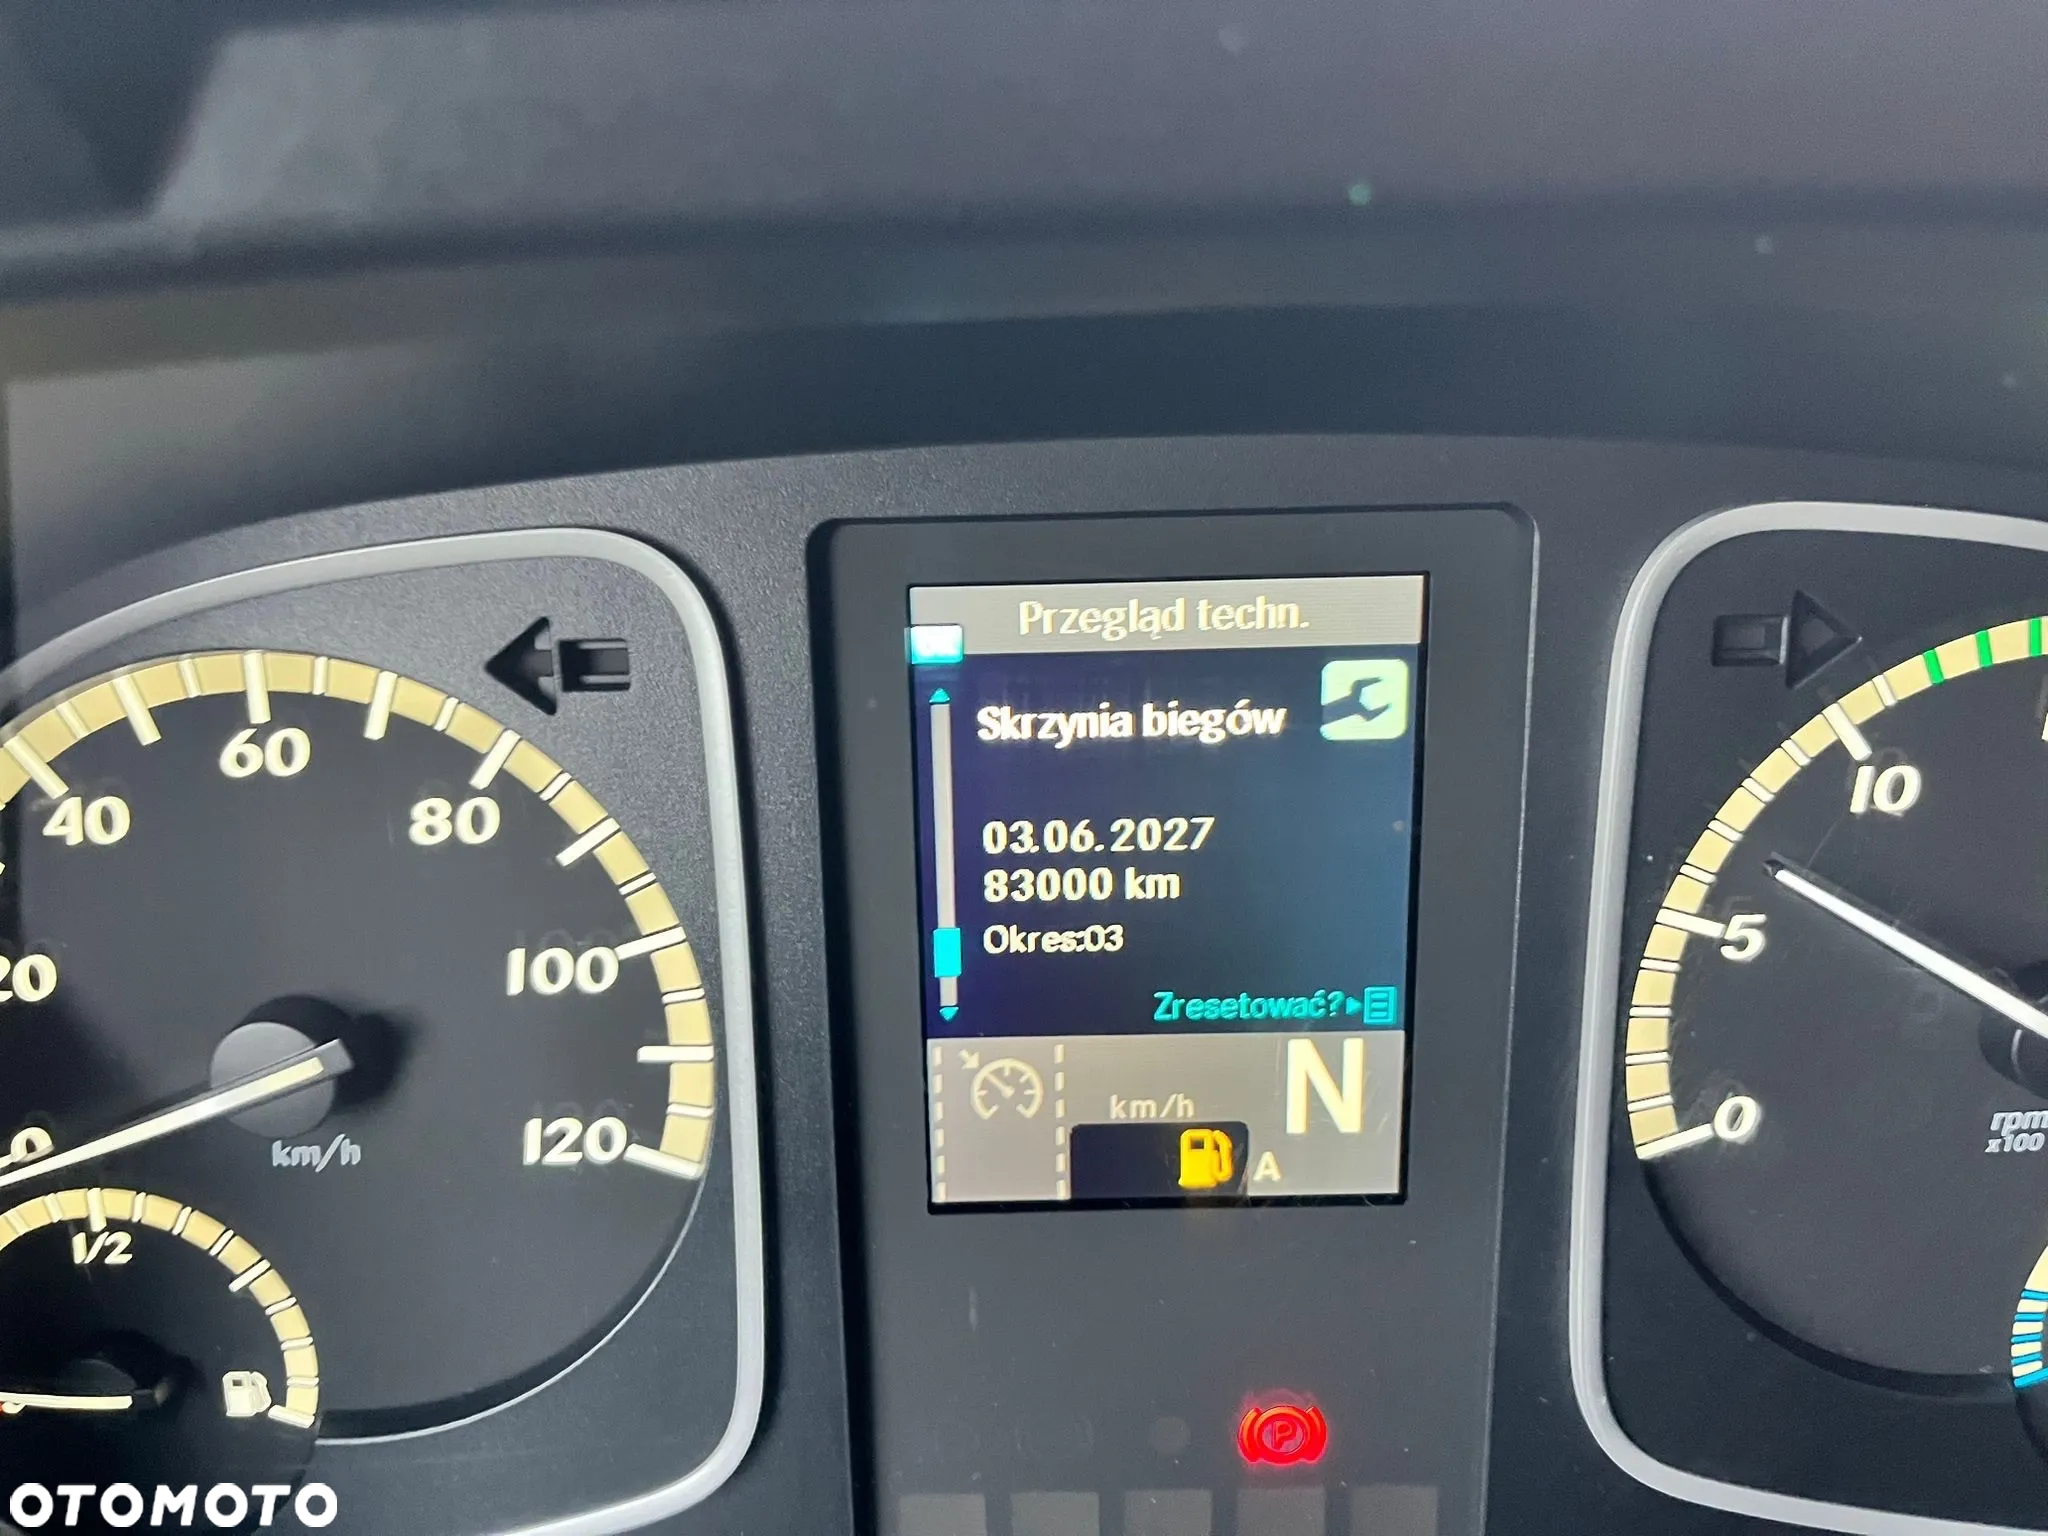 Przegląd techn.
Skrzynia biegów
03.06.2027
83000 km
Okres:03
Zresetować?
km/h
N
A
20
40
60
80
100
120
0
km/h
1/2
10
5
0
rpm
x100
P
OTOMOTO